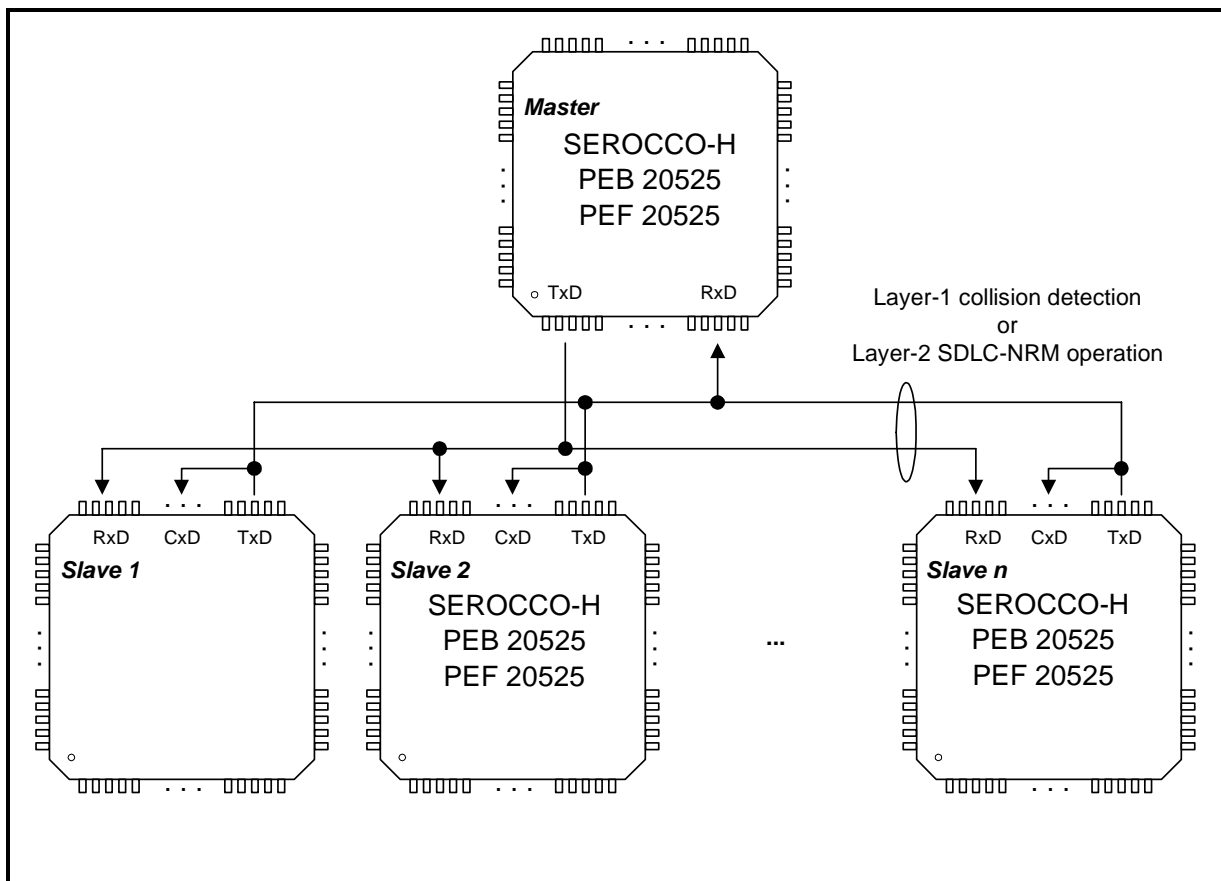 Master
SEROCCO-H
PEB 20525
PEF 20525
TxD
RxD
Layer-1 collision detection
or
Layer-2 SDLC-NRM operation
RxD
CxD
TxD
Slave 1
RxD
CxD
TxD
Slave 2
SEROCCO-H
PEB 20525
PEF 20525
...
RxD
CxD
TxD
Slave n
SEROCCO-H
PEB 20525
PEF 20525